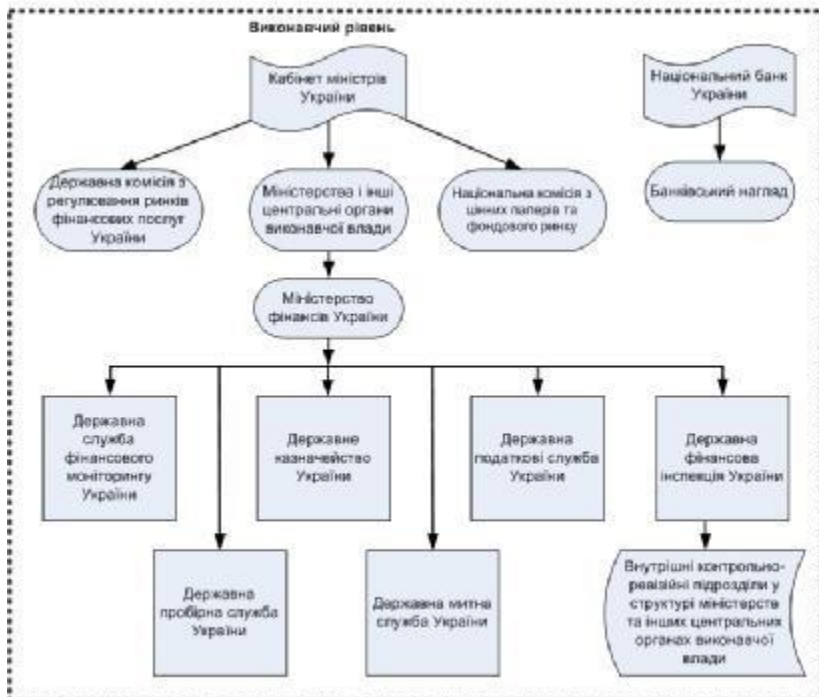 Виконавчий рівень
Кабінет міністрів
України
Національний банк
України
Державна комісія з
регулювання ринків
фінансових послуг
України
Міністерства і інші
центральні органи
виконавчої влади
Національна комісія з
цінних паперів та
фондового ринку
Банківський нагляд
Міністерство
фінансів України
Державна
служба
фінансового
моніторингу
України
Державне
казначейство
України
Державна
податкові служба
України
Державна
фінансова
інспекція України
Державна
пробірна служба
України
Державна митна
служба України
Внутрішні контрольно-
ревізійні підрозділи у
структурі міністерств
та інших центральних
органах виконавчої
влади